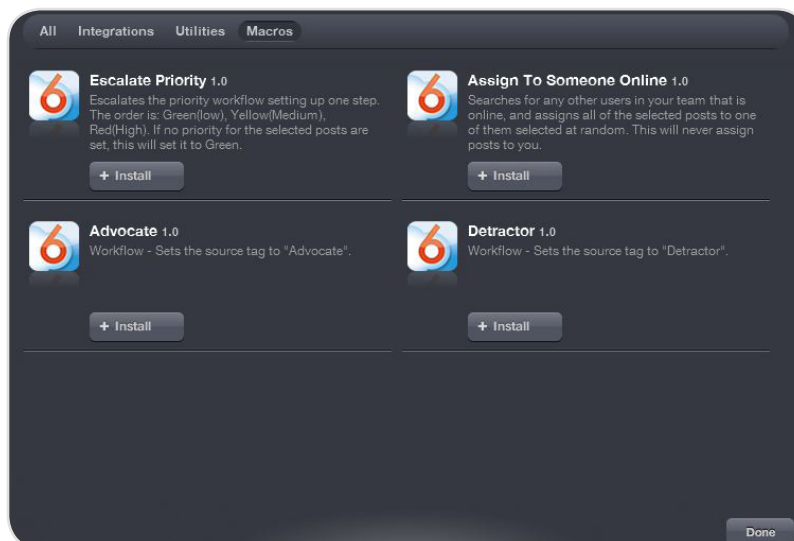 All Integrations Utilities Macros
Escalate Priority 1.0
Escalates the priority workflow setting up one step.
The order is: Green(low), Yellow(Medium),
Red(High). If no priority for the selected posts are
set, this will set it to Green.
+ Install
Assign To Someone Online 1.0
Searches for any other users in your team that is
online, and assigns all of the selected posts to one
of them selected at random. This will never assign
posts to you.
+ Install
Advocate 1.0
Workflow - Sets the source tag to "Advocate".
+ Install
Detractor 1.0
Workflow - Sets the source tag to "Detractor".
+ Install
Done